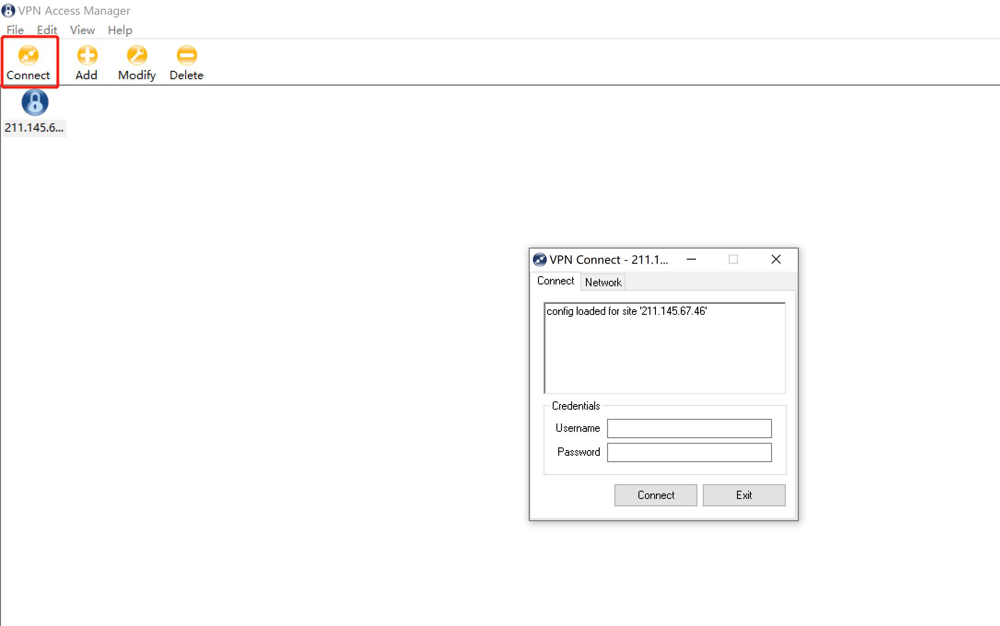 VPN Access Manager
File Edit View Help
Connect Add Modify Delete
211.145.6...
VPN Connect - 211.1...
Connect Network
config loaded for site '211.145.67.46'
Credentials
Username
Password
Connect Exit